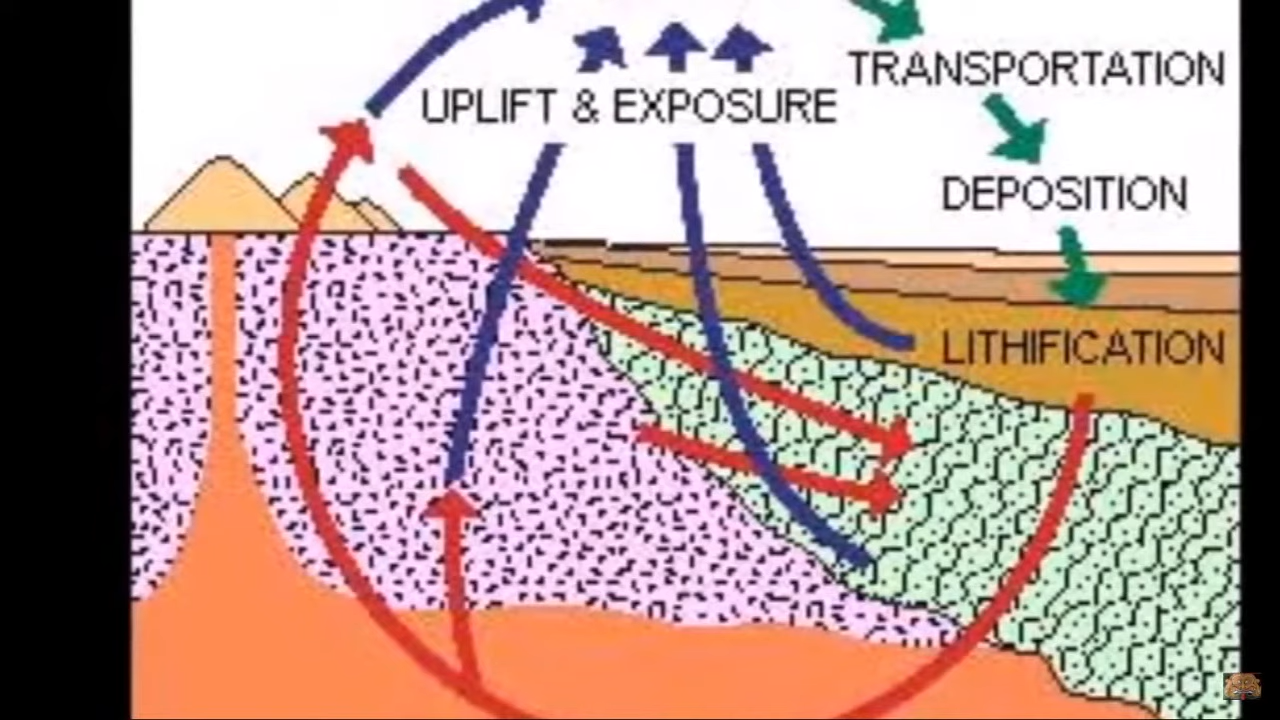 TRANSPORTATION
UPLIFT & EXPOSURE
DEPOSITION
LITHIFICATION